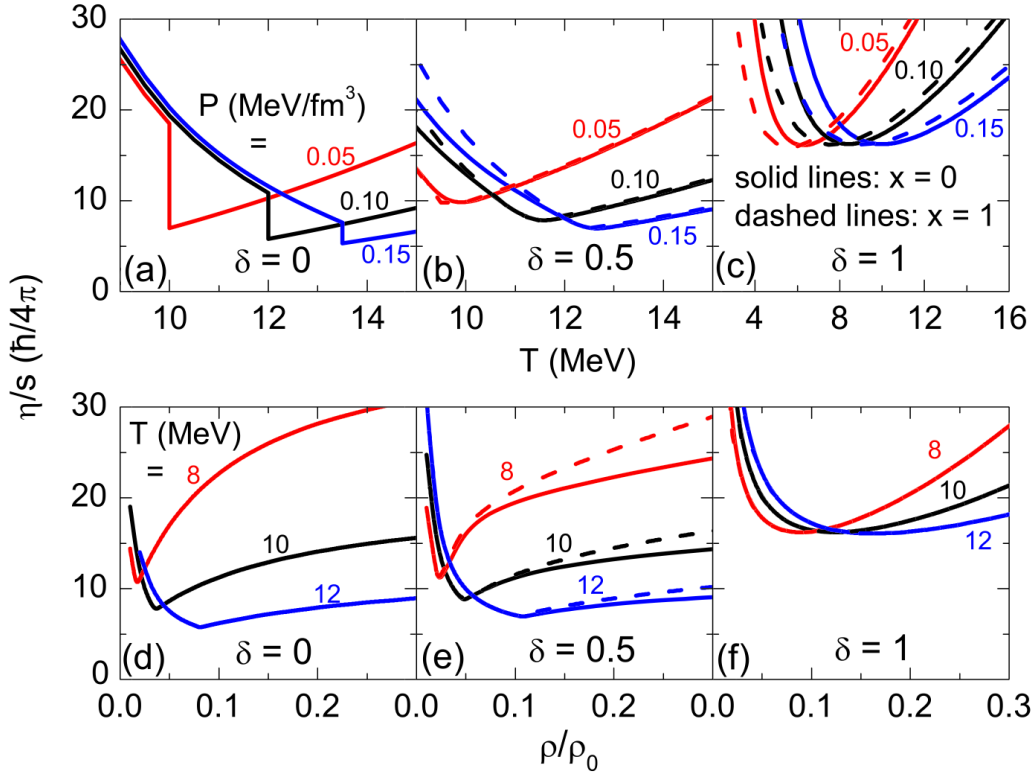 η/s (ħ/4π)
30
20
10
0
P (MeV/fm³)
=
0.05
0.10
0.15
(a)
δ = 0
10
12
14
0.05
0.10
0.15
(b)
δ = 0.5
10
12
14
0.05
0.10
0.15
solid lines: x = 0
dashed lines: x = 1
(c)
δ = 1
4
8
12
16
T (MeV)
30
20
10
0
T (MeV)
=
8
10
12
(d)
δ = 0
0.0
0.1
0.2
8
10
12
(e)
δ = 0.5
0.0
0.1
0.2
8
10
12
(f)
δ = 1
0.0
0.1
0.2
0.3
ρ/ρ₀